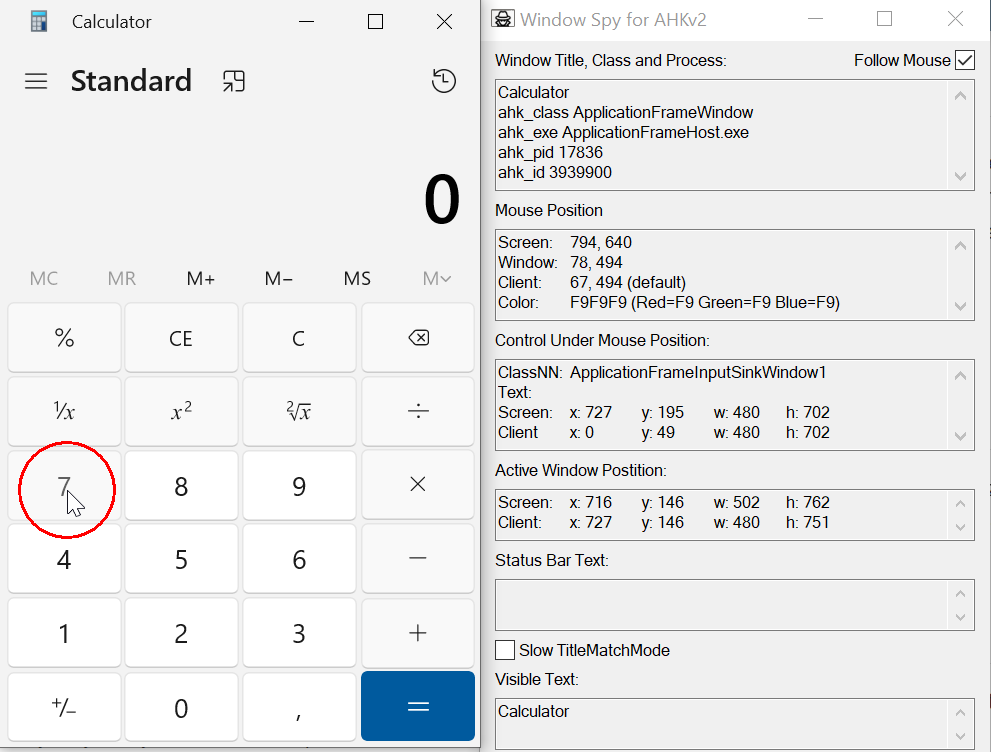 Calculator
Standard
0
MC MR M+ M− MS M
% CE C
⅟x x² ²√x ÷
7 8 9 ×
4 5 6 −
1 2 3 +
+/− 0 , =
Window Spy for AHKv2
Window Title, Class and Process: Follow Mouse
Calculator
ahk_class ApplicationFrameWindow
ahk_exe ApplicationFrameHost.exe
ahk_pid 17836
ahk_id 3939900
Mouse Position
Screen: 794, 640
Window: 78, 494
Client: 67, 494 (default)
Color: F9F9F9 (Red=F9 Green=F9 Blue=F9)
Control Under Mouse Position:
ClassNN: ApplicationFrameInputSinkWindow1
Text:
Screen: x: 727 y: 195 w: 480 h: 702
Client x: 0 y: 49 w: 480 h: 702
Active Window Postition:
Screen: x: 716 y: 146 w: 502 h: 762
Client: x: 727 y: 146 w: 480 h: 751
Status Bar Text:
Slow TitleMatchMode
Visible Text:
Calculator